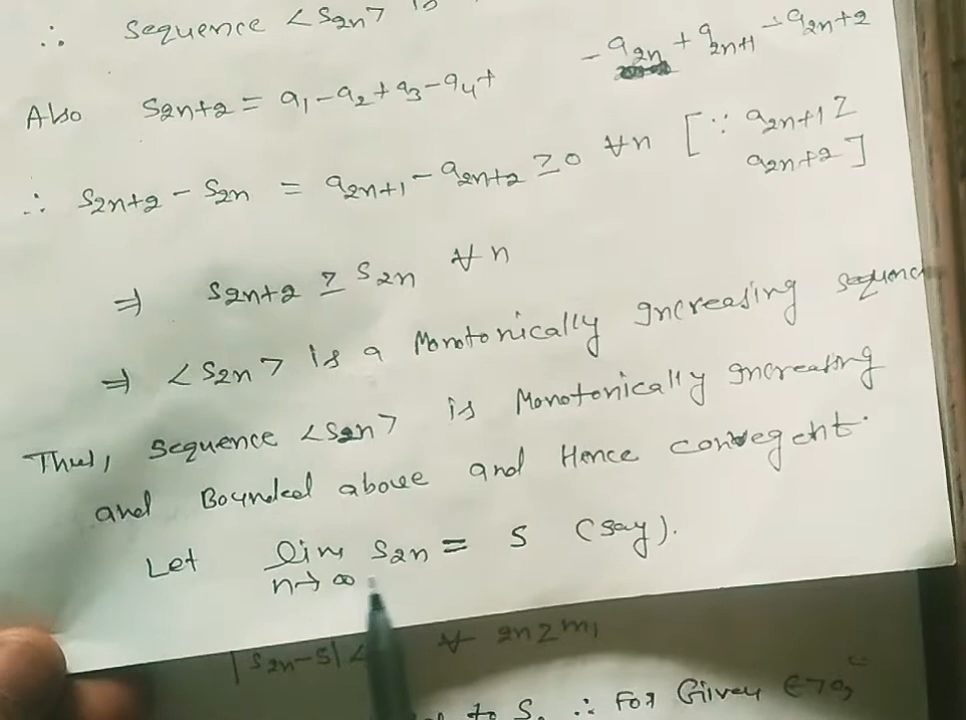 ∴ Sequence <S2n> is
Also S2n+2 = a1-a2+a3-a4+ -a2n+a2n+1-a2n+2
∴ S2n+2 - S2n = a2n+1 - a2n+2 ≥ 0 ∀n [∵ a2n+1 ≥
a2n+2]
⇒ S2n+2 ≥ S2n ∀ n
⇒ <S2n> is a Monotonically Increasing sequenc
Thus, Sequence <S2n> is Monotonically Increasing
and Bounded above and Hence convegent.
Let lim S2n = S (say).
n→∞
|S2n-S|< ∀ 2n≥m1
to S. ∴ For Given ∈>0,